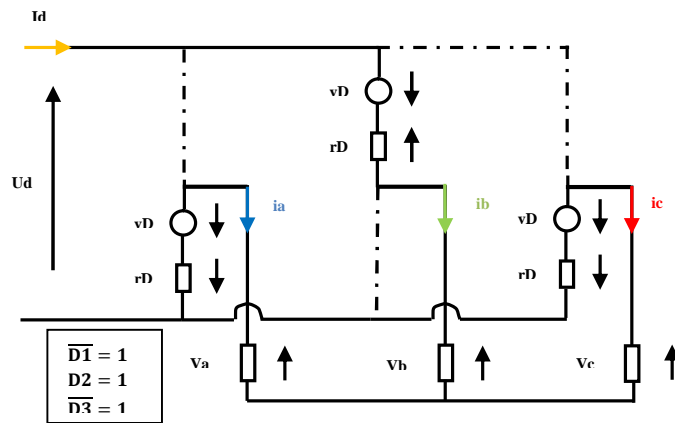 Id
vD
rD
Ud
ia
ib
ic
vD
vD
rD
rD
Va
Vb
Vc
D1̅ = 1
D2 = 1
D3̅ = 1